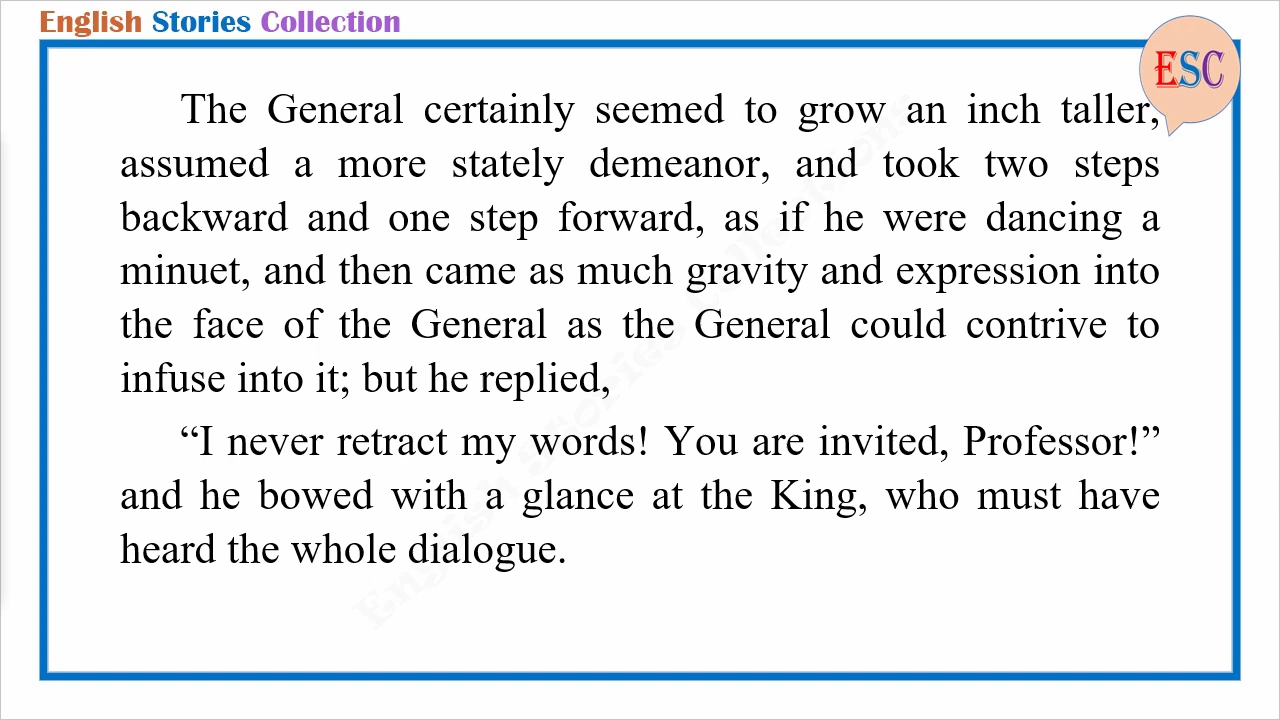 English Stories Collection
ESC
The General certainly seemed to grow an inch taller,
assumed a more stately demeanor, and took two steps
backward and one step forward, as if he were dancing a
minuet, and then came as much gravity and expression into
the face of the General as the General could contrive to
infuse into it; but he replied,
“I never retract my words! You are invited, Professor!”
and he bowed with a glance at the King, who must have
heard the whole dialogue.
English Stories Collections